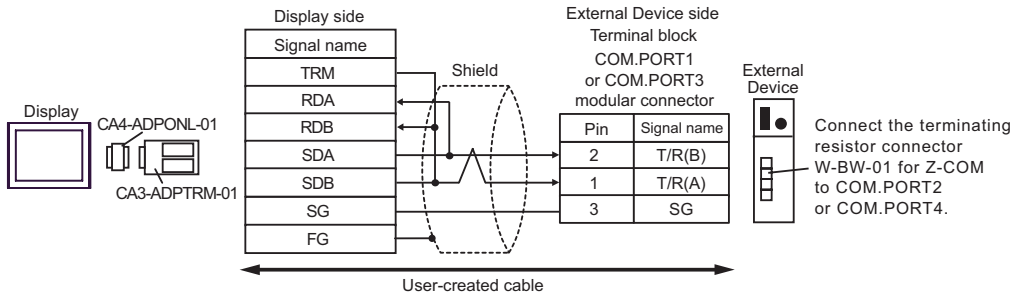 Display side
External Device side
Terminal block
COM.PORT1
or COM.PORT3
modular connector
Signal name
TRM
RDA
RDB
SDA
SDB
SG
FG
Shield
Pin
Signal name
2
T/R(B)
1
T/R(A)
3
SG
External
Device
Display
CA4-ADPONL-01
CA3-ADPTRM-01
Connect the terminating
resistor connector
W-BW-01 for Z-COM
to COM.PORT2
or COM.PORT4.
User-created cable